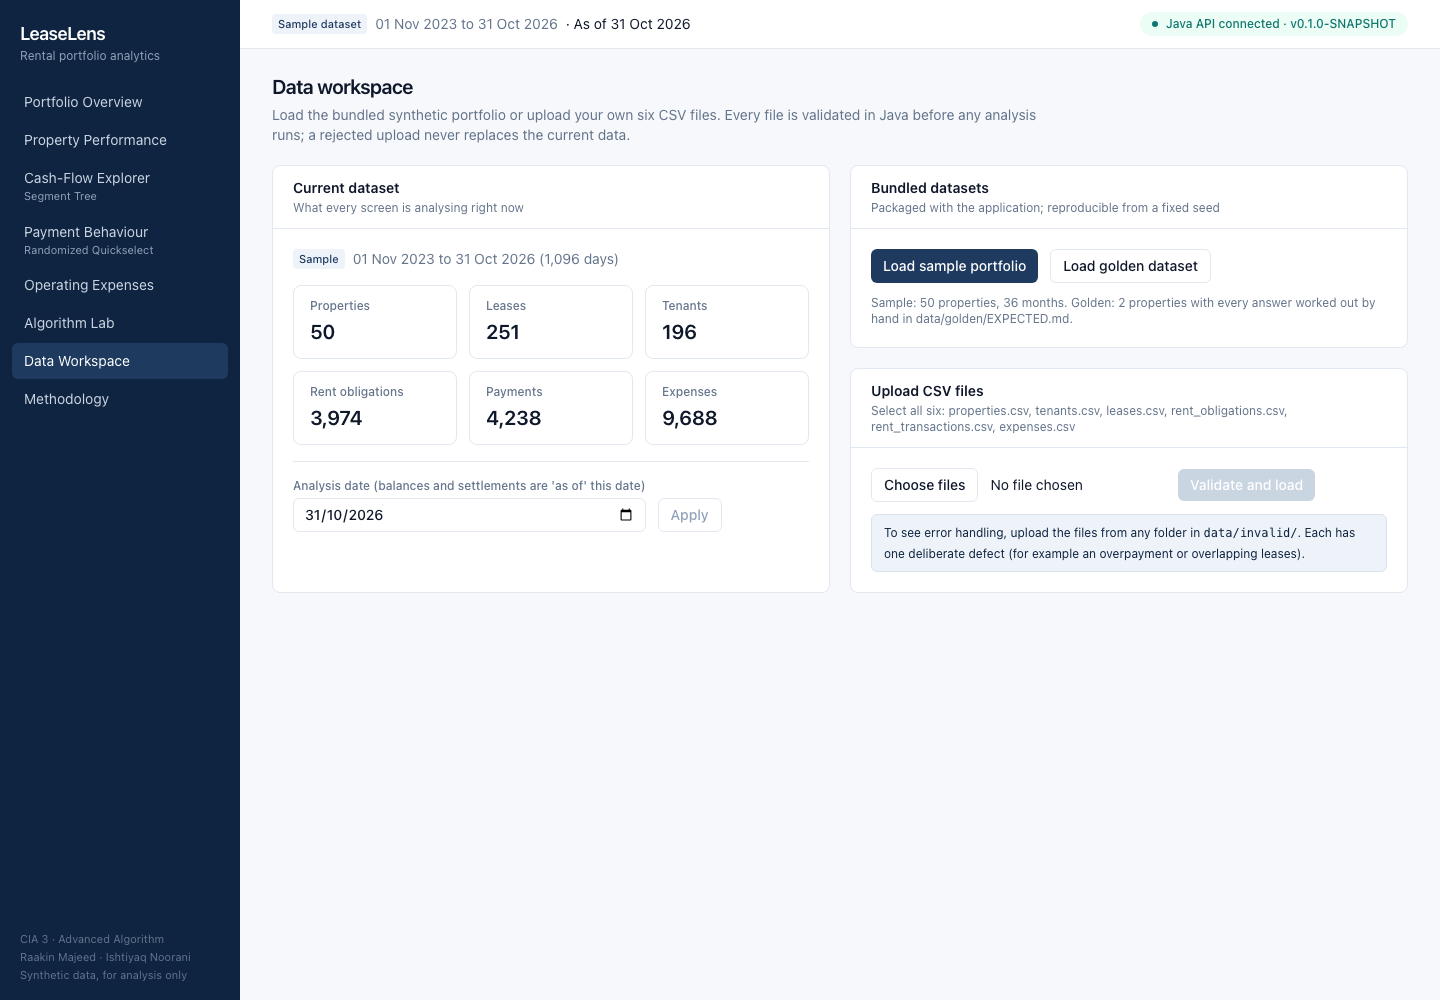 LeaseLens
Rental portfolio analytics
Portfolio Overview
Property Performance
Cash-Flow Explorer
Segment Tree
Payment Behaviour
Randomized Quickselect
Operating Expenses
Algorithm Lab
Data Workspace
Methodology
CIA 3 · Advanced Algorithm
Raakin Majeed · Ishtiyaq Noorani
Synthetic data, for analysis only
Sample dataset 01 Nov 2023 to 31 Oct 2026 · As of 31 Oct 2026
Java API connected · v0.1.0-SNAPSHOT
Data workspace
Load the bundled synthetic portfolio or upload your own six CSV files. Every file is validated in Java before any analysis
runs; a rejected upload never replaces the current data.
Current dataset
What every screen is analysing right now
Sample 01 Nov 2023 to 31 Oct 2026 (1,096 days)
Properties
50
Leases
251
Tenants
196
Rent obligations
3,974
Payments
4,238
Expenses
9,688
Analysis date (balances and settlements are 'as of' this date)
31/10/2026
Apply
Bundled datasets
Packaged with the application; reproducible from a fixed seed
Load sample portfolio
Load golden dataset
Sample: 50 properties, 36 months. Golden: 2 properties with every answer worked out by
hand in data/golden/EXPECTED.md.
Upload CSV files
Select all six: properties.csv, tenants.csv, leases.csv, rent_obligations.csv,
rent_transactions.csv, expenses.csv
Choose files No file chosen
Validate and load
To see error handling, upload the files from any folder in data/invalid/. Each has
one deliberate defect (for example an overpayment or overlapping leases).